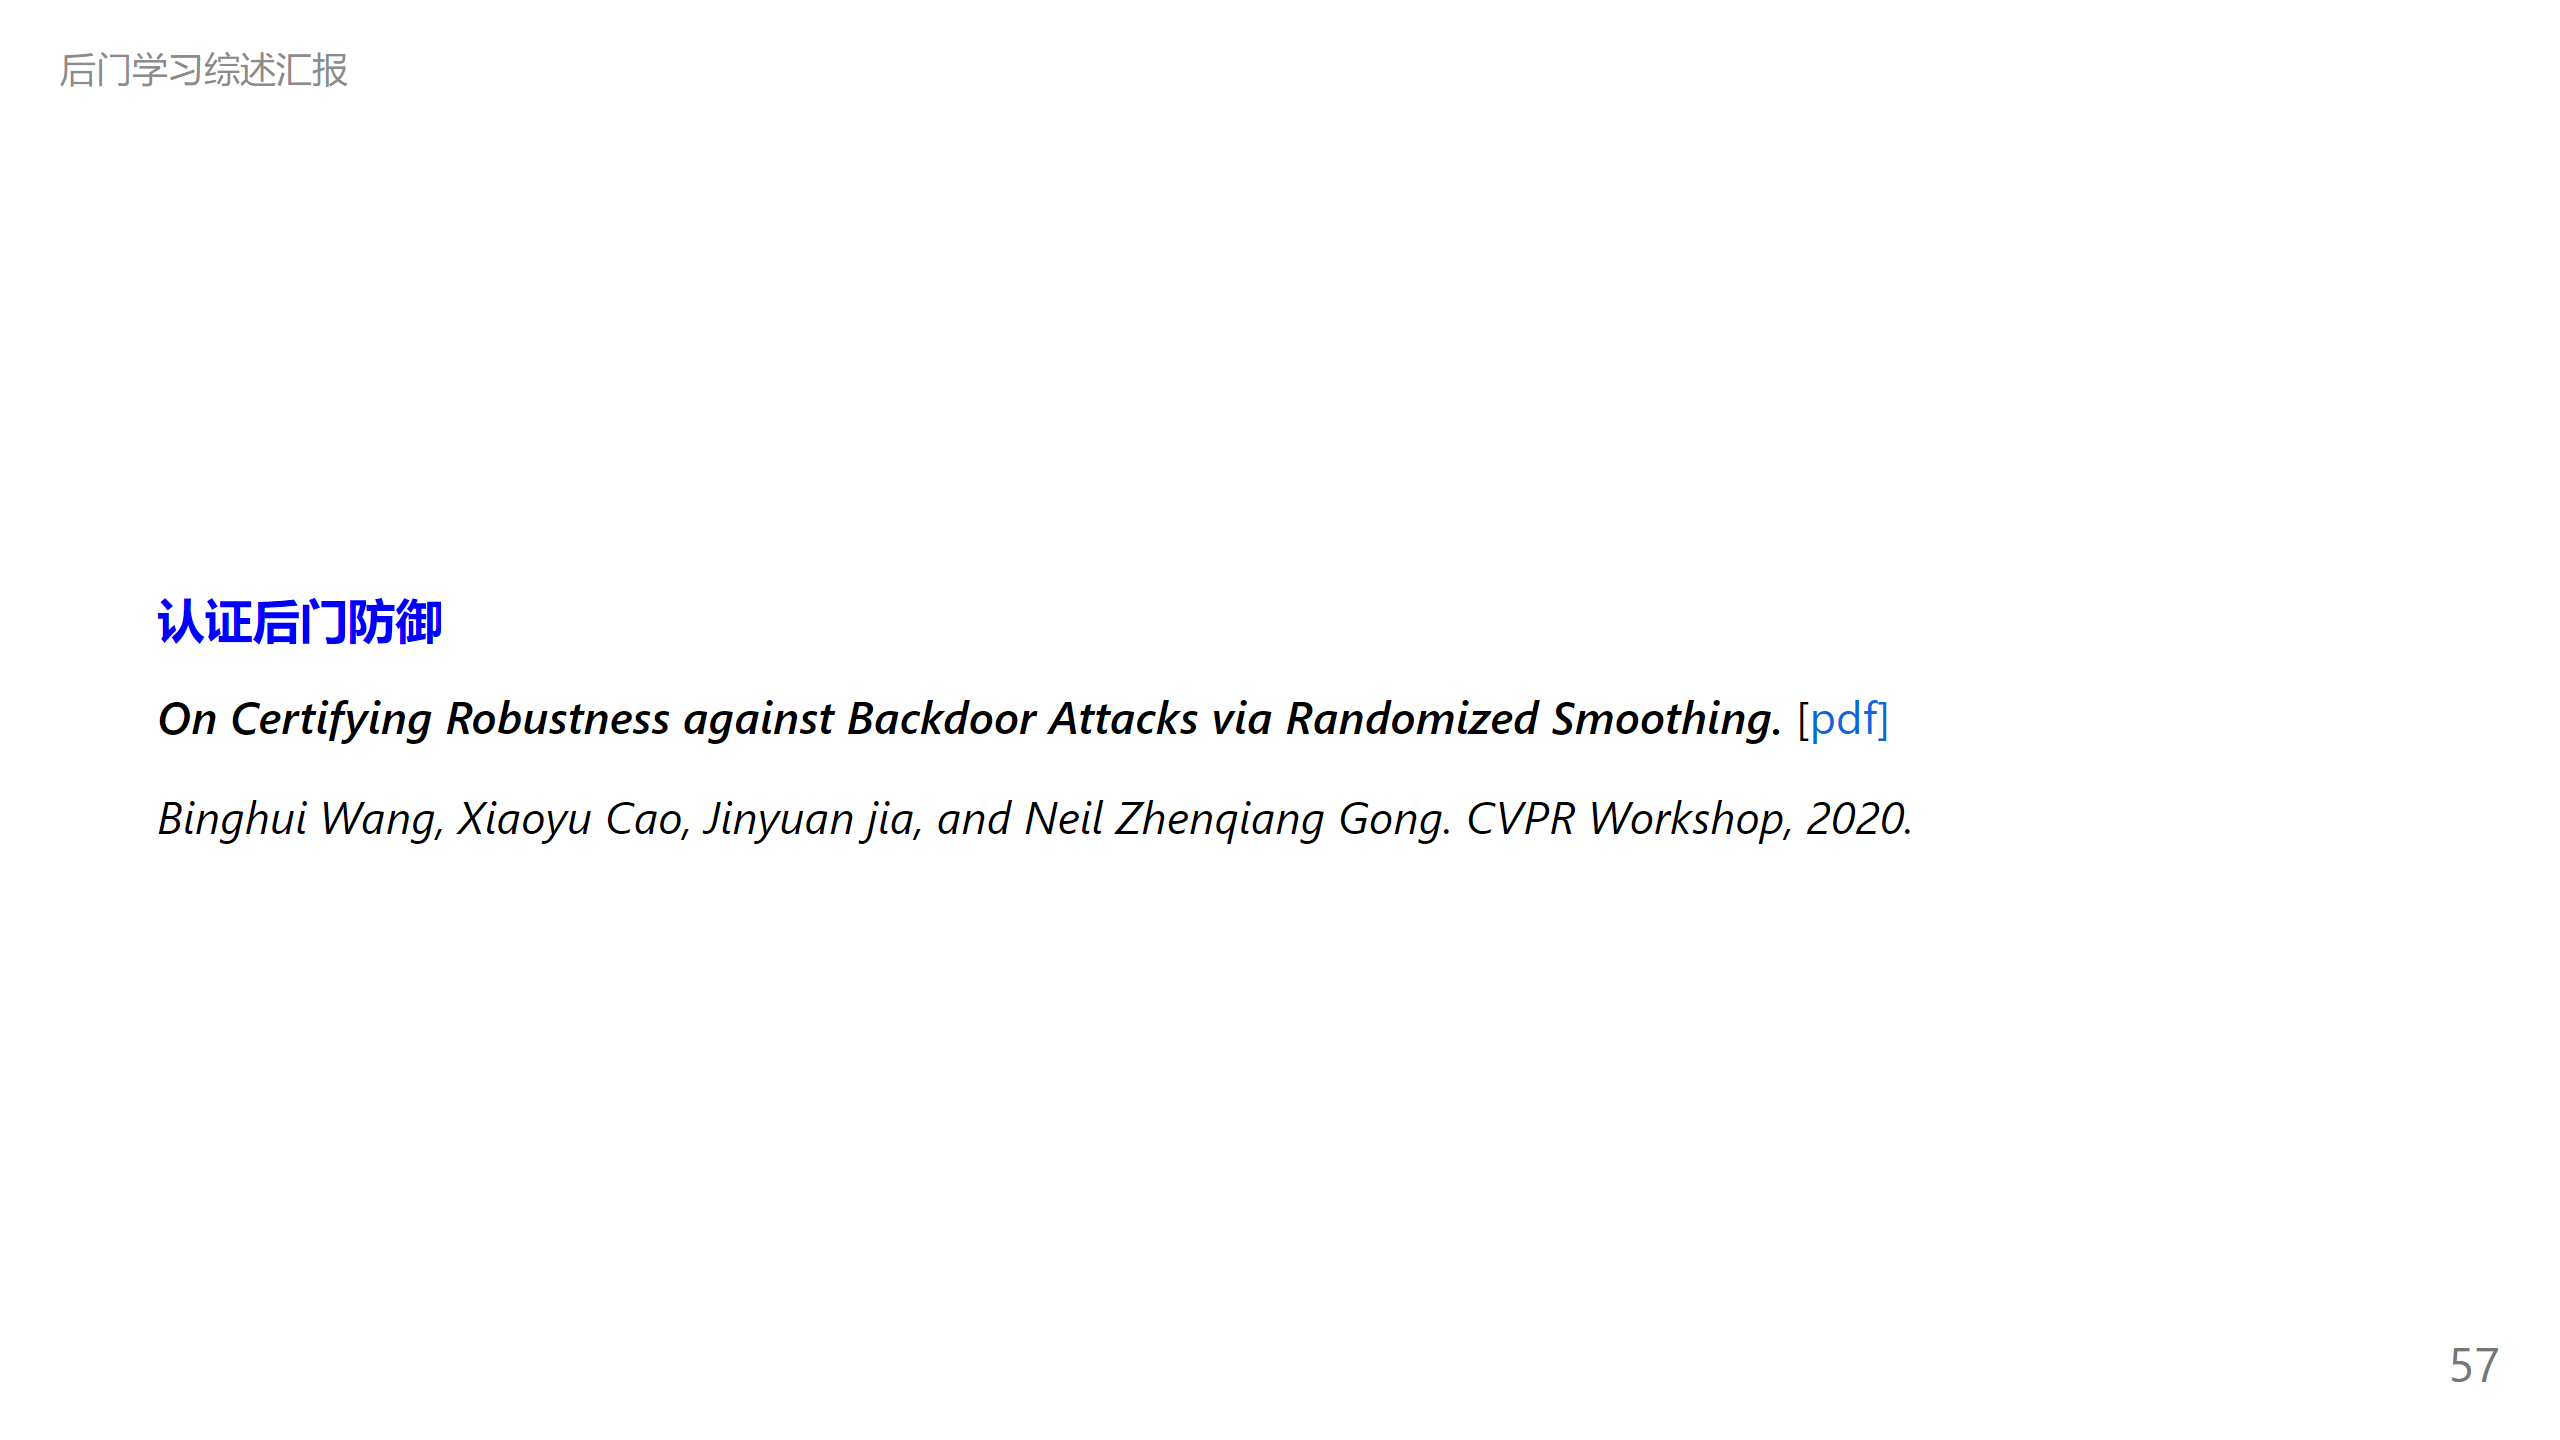 后门学习综述汇报
认证后门防御
On Certifying Robustness against Backdoor Attacks via Randomized Smoothing. [pdf]
Binghui Wang, Xiaoyu Cao, Jinyuan jia, and Neil Zhenqiang Gong. CVPR Workshop, 2020.
57